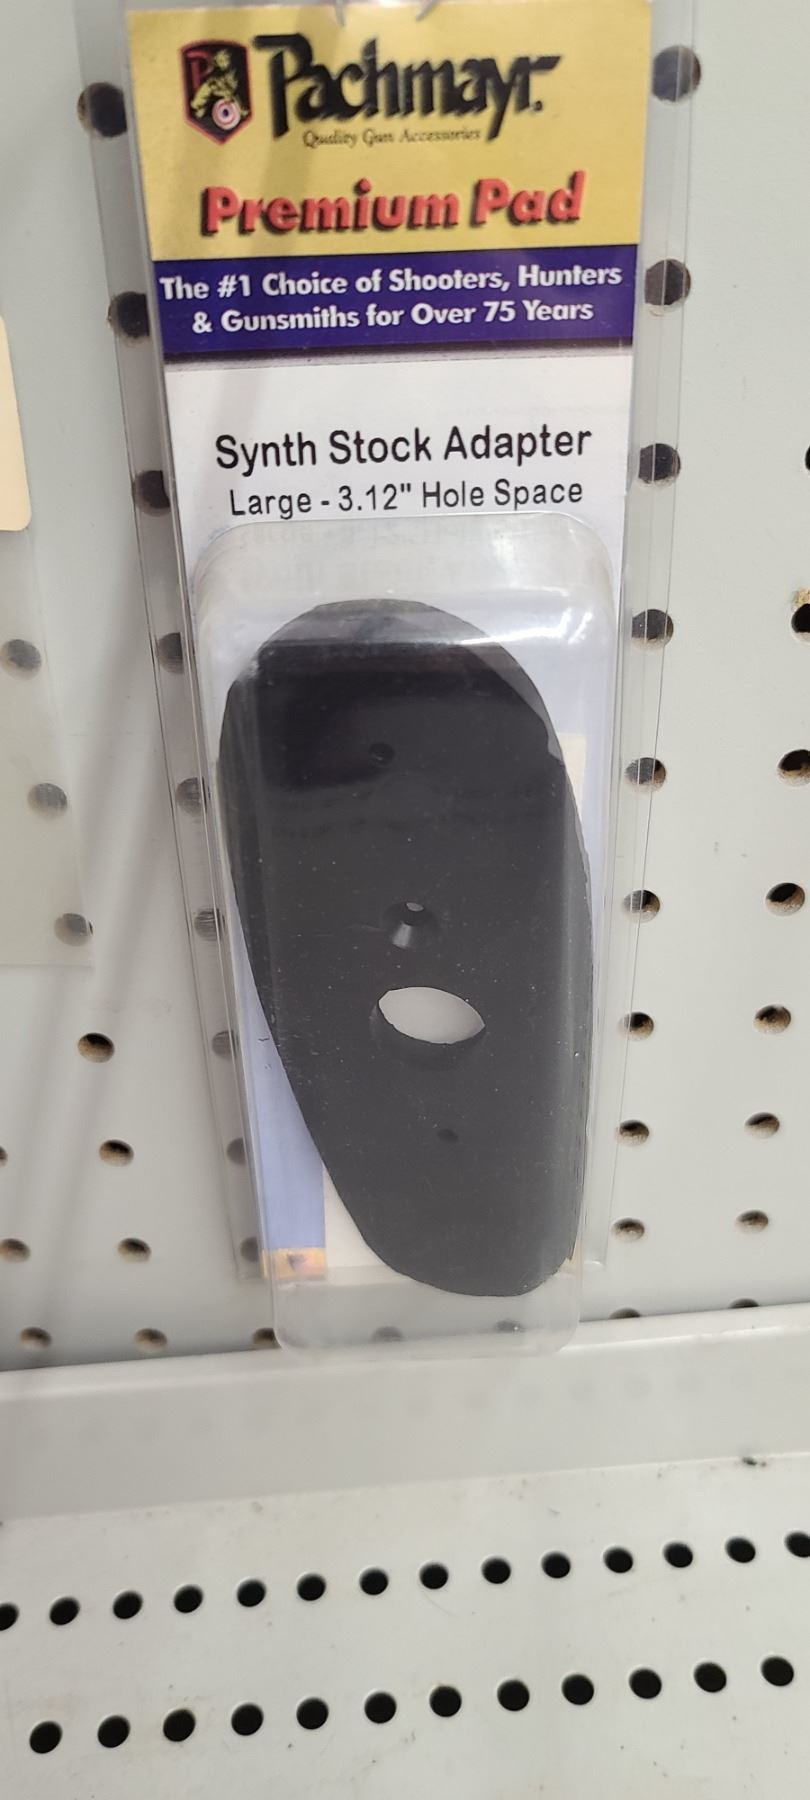 Pachmayr.
Quality Gun Accessories
Premium Pad
The #1 Choice of Shooters, Hunters
& Gunsmiths for Over 75 Years
Synth Stock Adapter
Large - 3.12" Hole Space